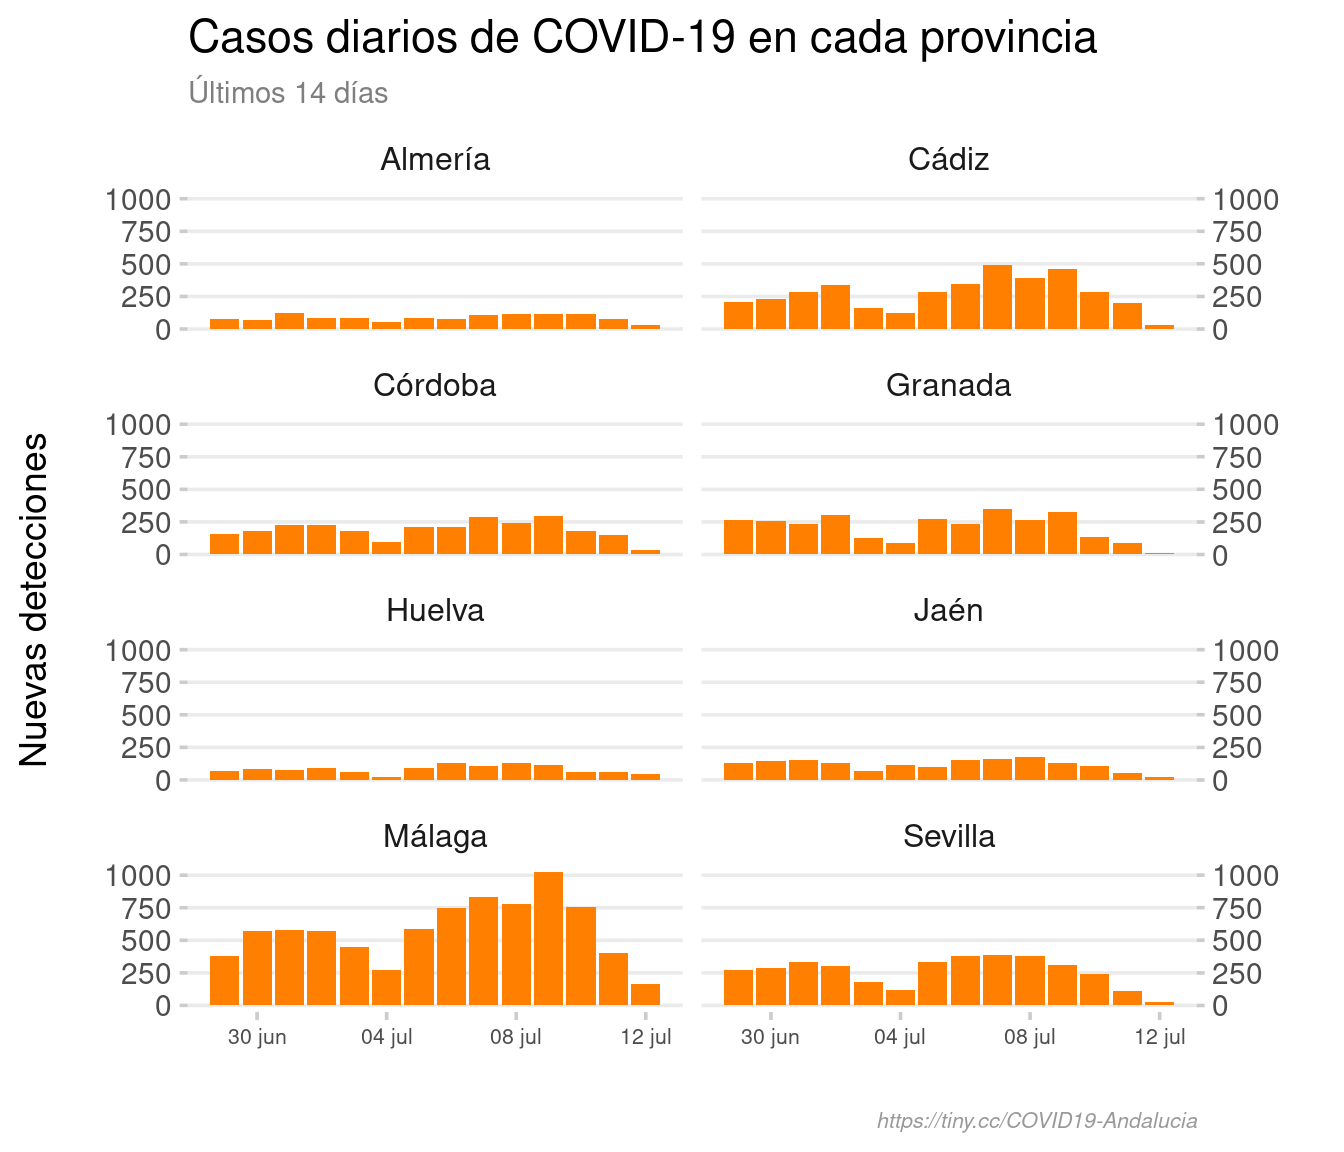 Casos diarios de COVID-19 en cada provincia
Últimos 14 días
Nuevas detecciones
Almería
Cádiz
1000
750
500
250
0
1000
750
500
250
0
Córdoba
Granada
1000
750
500
250
0
1000
750
500
250
0
Huelva
Jaén
1000
750
500
250
0
1000
750
500
250
0
Málaga
Sevilla
1000
750
500
250
0
1000
750
500
250
0
30 jun 04 jul 08 jul 12 jul
30 jun 04 jul 08 jul 12 jul
https://tiny.cc/COVID19-Andalucia